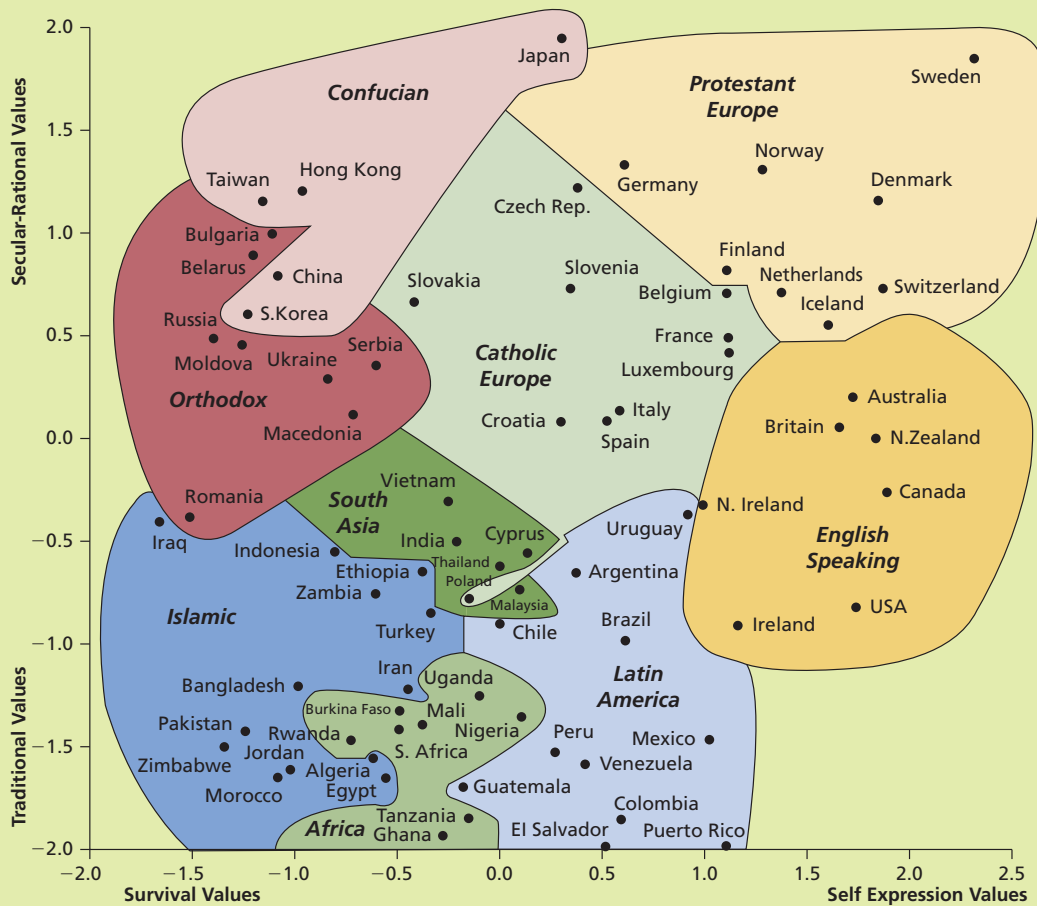 2.0
1.5
1.0
0.5
0.0
−0.5
−1.0
−1.5
−2.0
Secular-Rational Values
Traditional Values
Confucian
Japan
Protestant
Europe
Sweden
Taiwan
Hong Kong
Norway
Germany
Denmark
Czech Rep.
Bulgaria
Belarus
China
S.Korea
Slovakia
Slovenia
Finland
Belgium
Netherlands
Switzerland
Iceland
Russia
Moldova
Ukraine
Serbia
Orthodox
Macedonia
Catholic
Europe
France
Luxembourg
Croatia
Italy
Spain
Australia
Britain
N.Zealand
Romania
Iraq
South
Asia
Vietnam
Canada
N. Ireland
Uruguay
English
Speaking
Indonesia
India
Cyprus
Ethiopia
Thailand
Poland
Argentina
Zambia
Malaysia
Islamic
Turkey
Chile
Brazil
USA
Ireland
Latin
America
Bangladesh
Iran
Uganda
Burkina Faso
Mali
Pakistan
Rwanda
Nigeria
Peru
Mexico
Zimbabwe
Jordan
S. Africa
Venezuela
Morocco
Algeria
Egypt
Guatemala
Africa
Tanzania
Ghana
Colombia
El Salvador
Puerto Rico
−2.0 −1.5 −1.0 −0.5 0.0 0.5 1.0 1.5 2.0 2.5
Survival Values
Self Expression Values